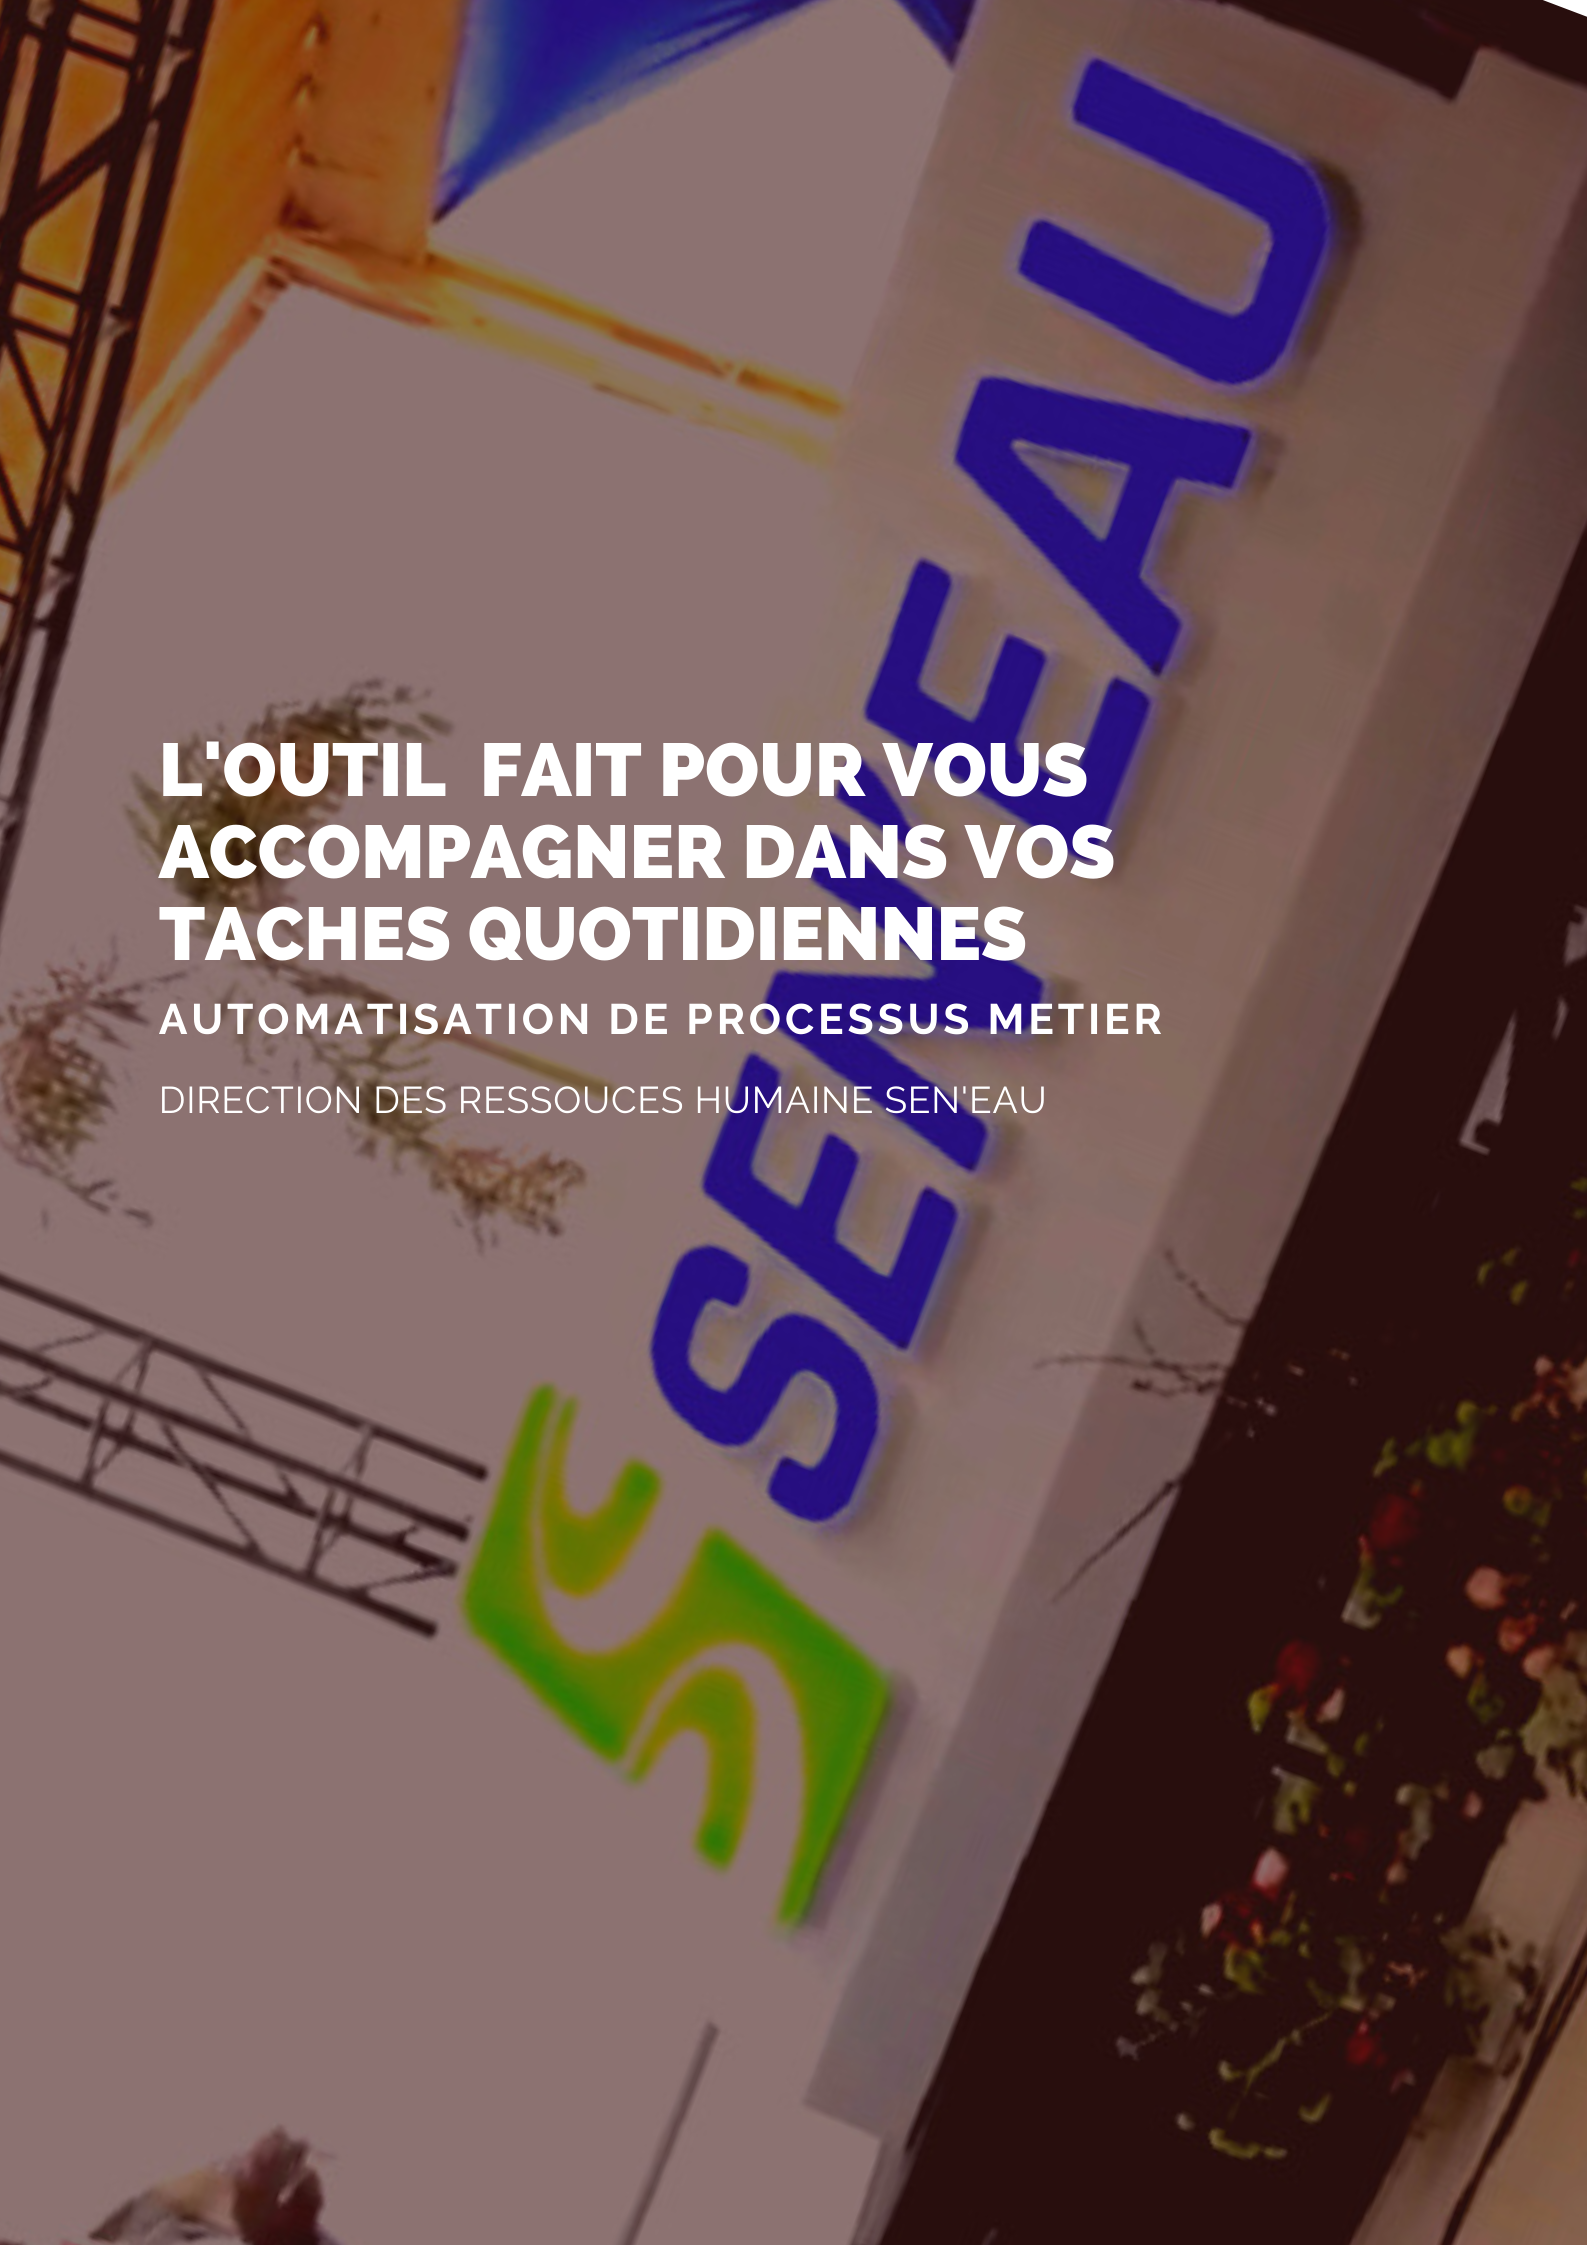 L'OUTIL FAIT POUR VOUS
ACCOMPAGNER DANS VOS
TACHES QUOTIDIENNES
AUTOMATISATION DE PROCESSUS METIER
DIRECTION DES RESSOUCES HUMAINE SEN'EAU
SEN'EAU